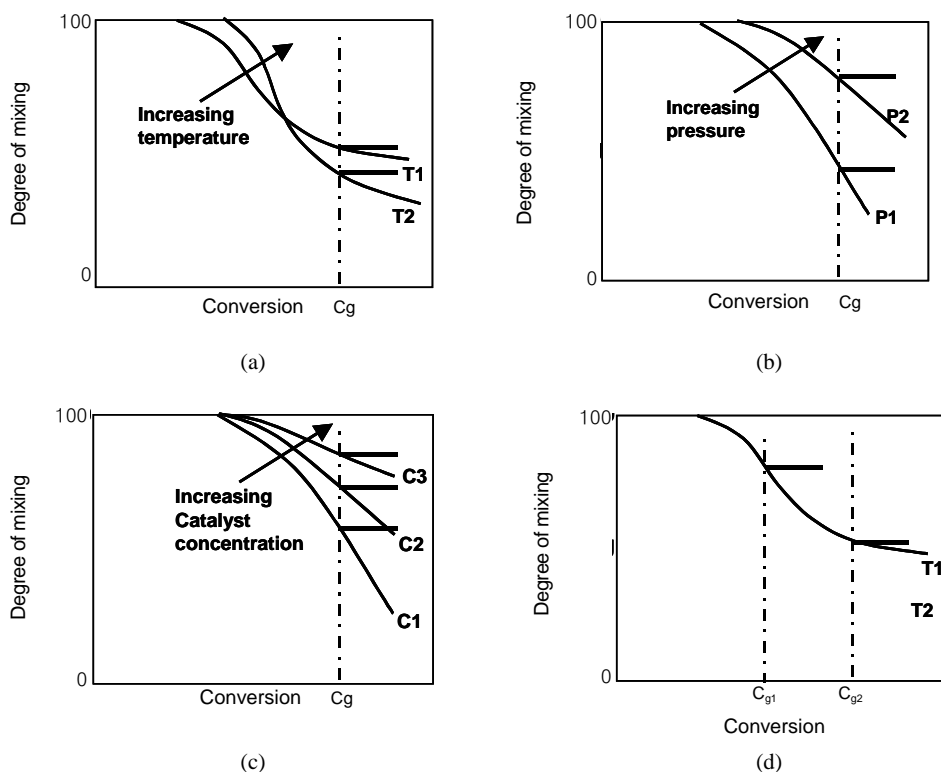 100
Degree of mixing
Increasing
temperature
T1
T2
0
Conversion Cg
(a)
100
Degree of mixing
Increasing
pressure
P2
P1
0
Conversion Cg
(b)
100
Degree of mixing
Increasing
Catalyst
concentration
C3
C2
C1
0
Conversion Cg
(c)
100
Degree of mixing
T1
T2
0
Cg1 Cg2
Conversion
(d)